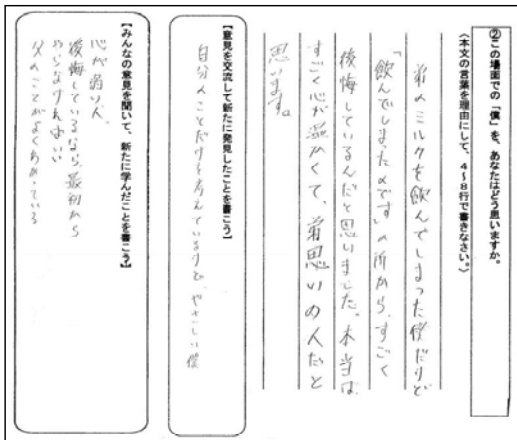 ②この場面での「僕」を、あなたはどう思いますか。
〈本文の言葉を理由にして、４～８行で書きなさい。〉
弟のミルクを飲んでしまった僕だけど
「飲んでしまったのです」の所から、すごく
後悔しているんだと思いました。本当は
すごく心が温かくて、弟思いの人だと
思います。
【意見を交流して新たに発見したことを書こう】
自分のことだけを考えているけど、やさしい僕
【みんなの意見を聞いて、新たに学んだことを書こう】
心が弱い人。
後悔しているなら、最初から
やらなければいい
父のことがよくわかっている